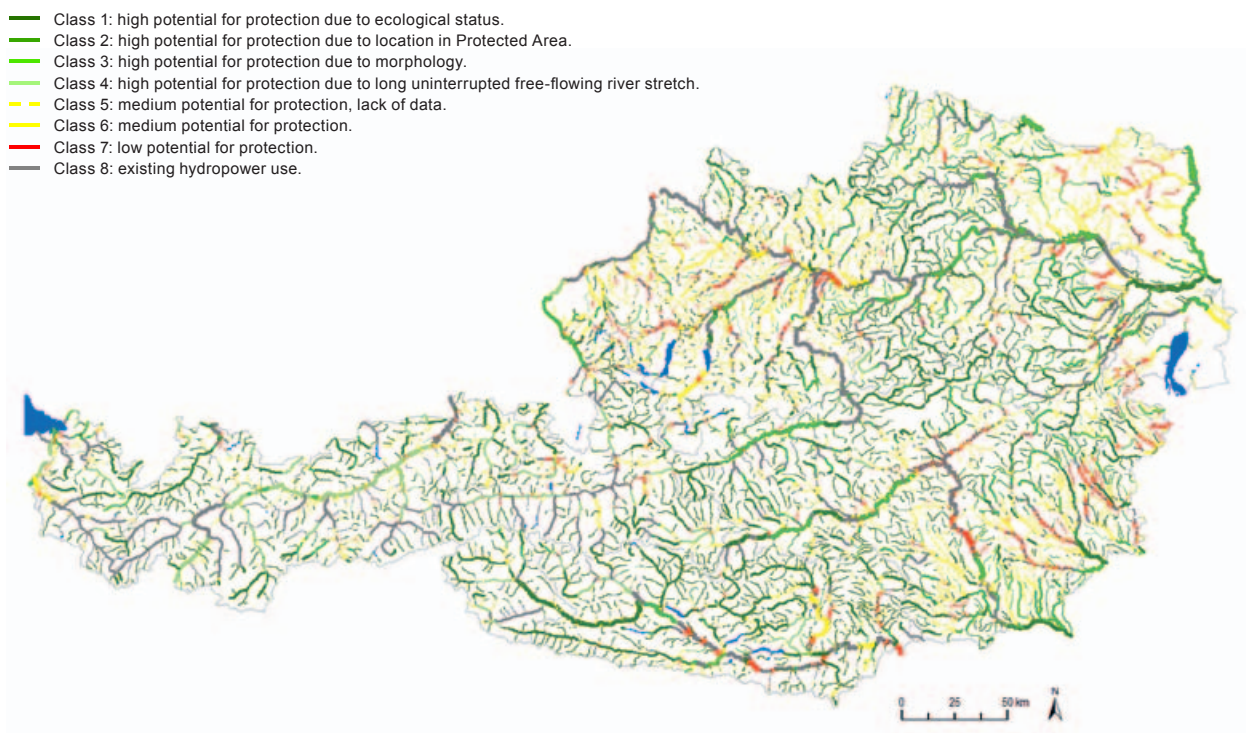 Class 1: high potential for protection due to ecological status.
Class 2: high potential for protection due to location in Protected Area.
Class 3: high potential for protection due to morphology.
Class 4: high potential for protection due to long uninterrupted free-flowing river stretch.
Class 5: medium potential for protection, lack of data.
Class 6: medium potential for protection.
Class 7: low potential for protection.
Class 8: existing hydropower use.
N
0 25 50 km